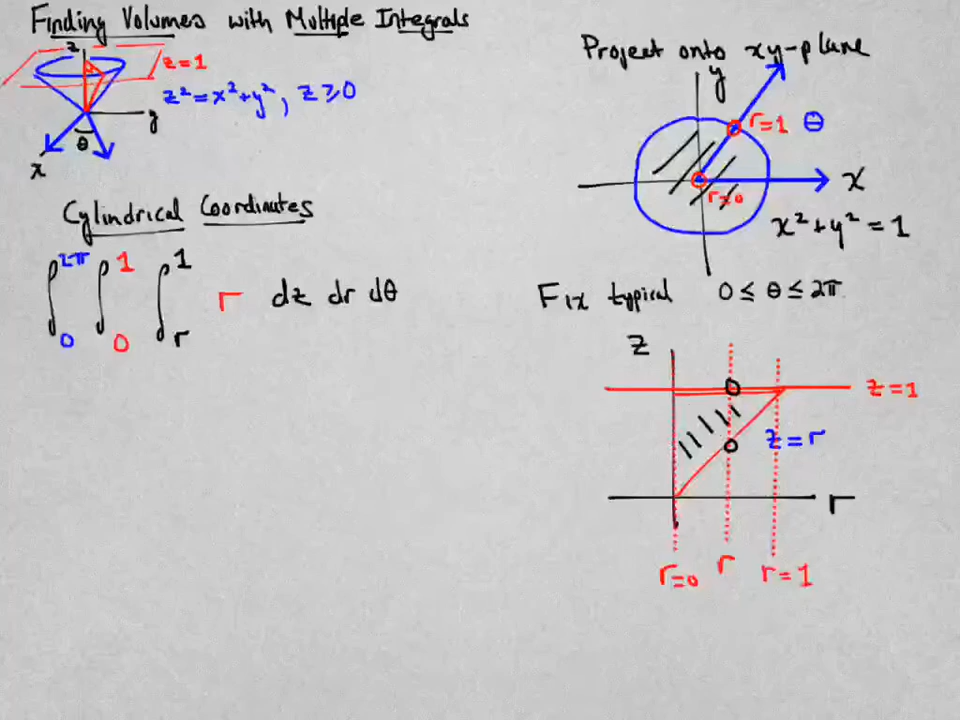 Finding Volumes with Multiple Integrals
z
z=1
z² = x² + y², z ≥ 0
y
θ
x
Project onto xy-plane
y
r=1 θ
x
r=0
x² + y² = 1
Cylindrical Coordinates
∫₀^2π ∫₀^1 ∫ᵣ^1 r dz dr dθ
Fix typical 0 ≤ θ ≤ 2π
z
z=1
z=r
r
r=0 r r=1